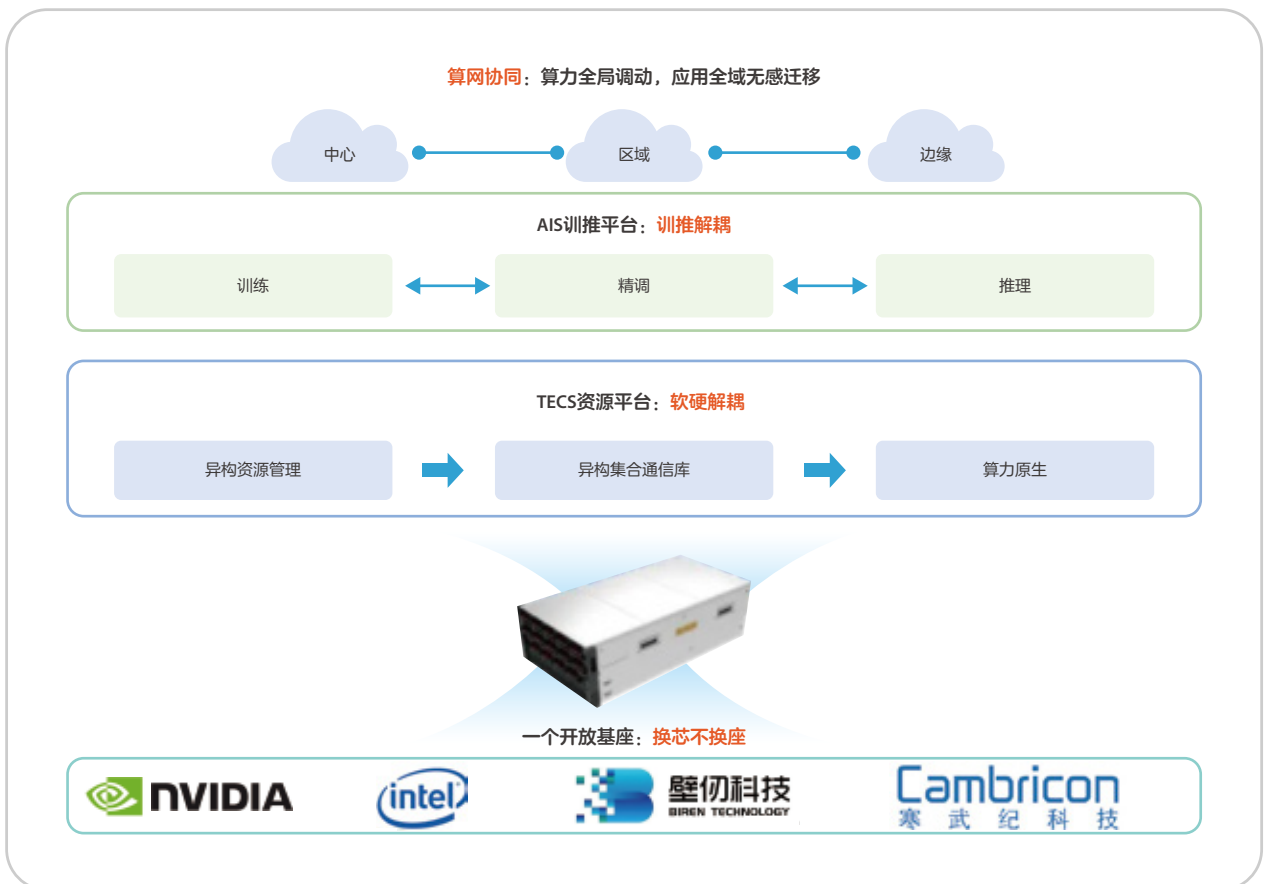 算网协同：算力全局调动，应用全域无感迁移
中心
区域
边缘
AIS训推平台：训推解耦
训练
精调
推理
TECS资源平台：软硬解耦
异构资源管理
异构集合通信库
算力原生
一个开放基座：换芯不换座
NVIDIA
intel
壁仞科技
BIREN TECHNOLOGY
Cambricon
寒武纪科技